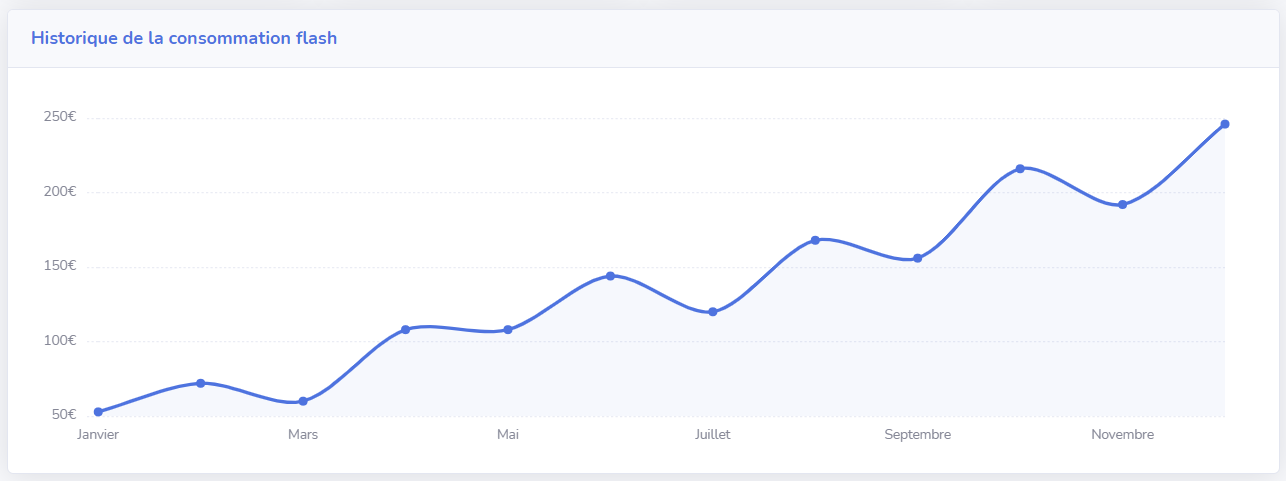 Historique de la consommation flash
250€
200€
150€
100€
50€
Janvier Mars Mai Juillet Septembre Novembre